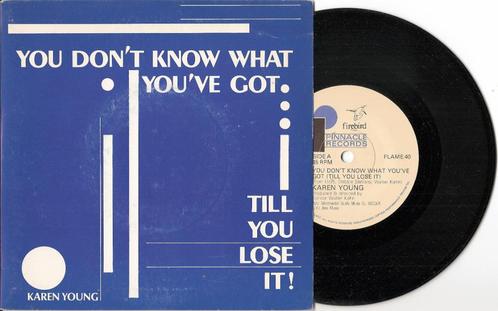 YOU DON'T KNOW WHAT
YOU'VE GOT
TILL
YOU
LOSE
IT!
KAREN YOUNG
firebird
PINNACLE
RECORDS
SIDE A
45 RPM
FLAME 40
YOU DON'T KNOW WHAT YOU'VE
GOT (TILL YOU LOSE IT)
KAREN YOUNG